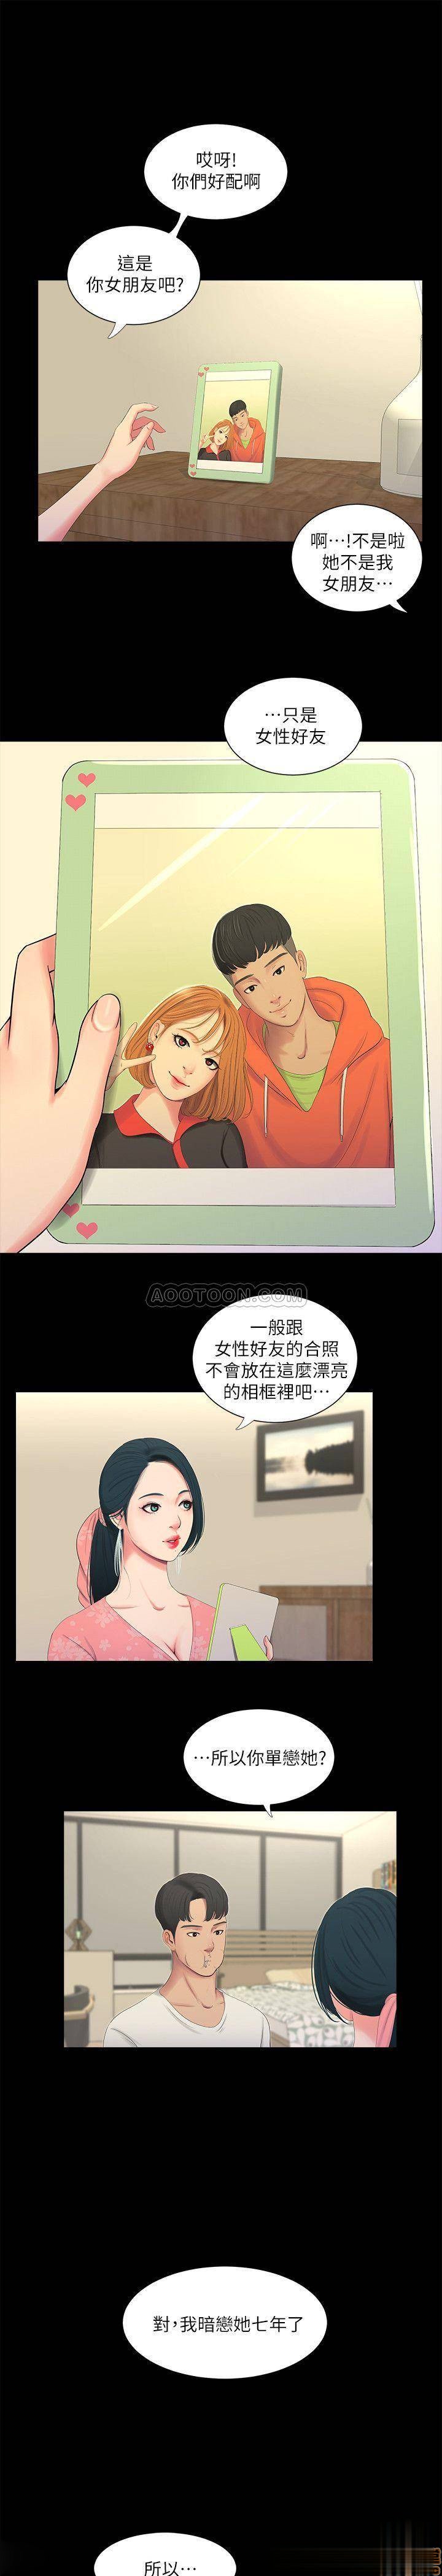 哎呀!
你們好配啊
這是
你女朋友吧?
啊…!不是啦
她不是我
女朋友…
…只是
女性好友
AOOTOON.COM
一般跟
女性好友的合照
不會放在這麼漂亮
的相框裡吧…
…所以你單戀她?
對,我暗戀她七年了
所以…